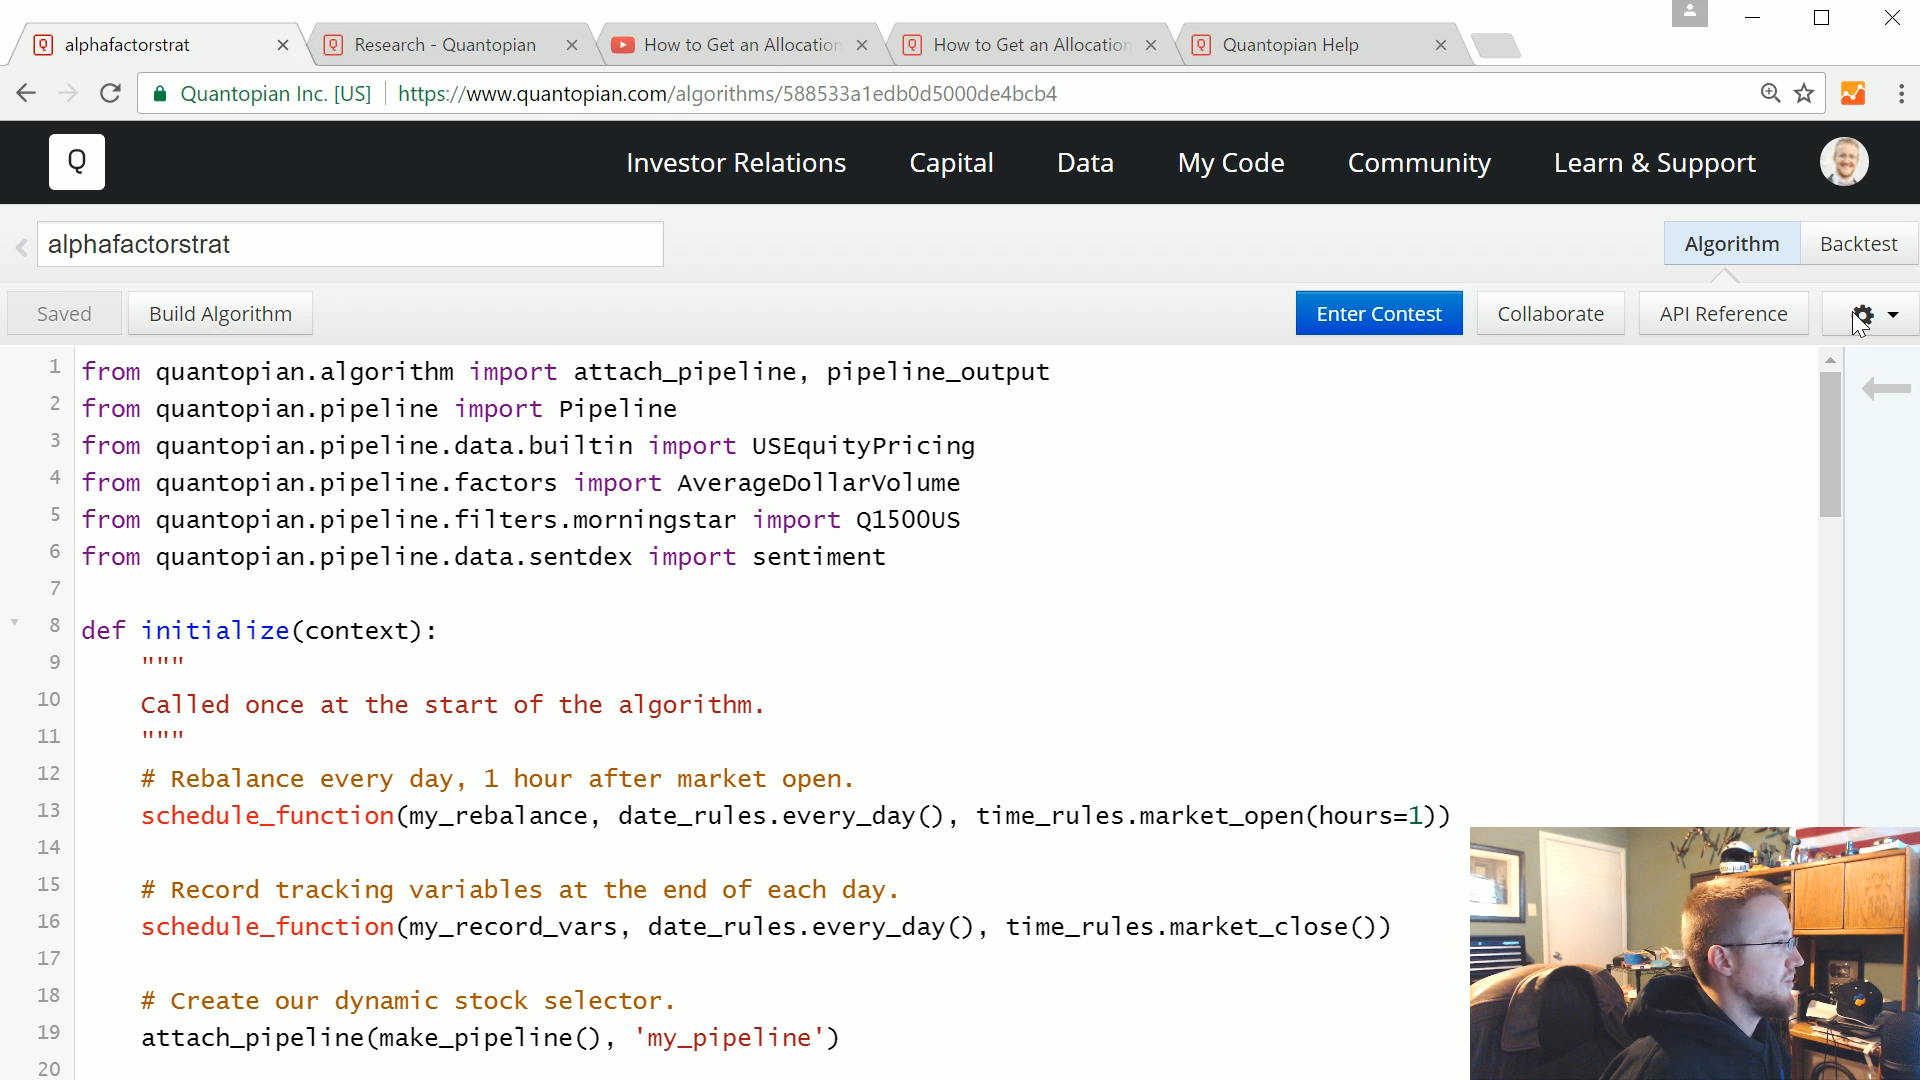 alphafactorstrat
Research - Quantopian
How to Get an Allocation
How to Get an Allocation
Quantopian Help
Quantopian Inc. [US]
https://www.quantopian.com/algorithms/588533a1edb0d5000de4bcb4
Q
Investor Relations
Capital
Data
My Code
Community
Learn & Support
alphafactorstrat
Algorithm
Backtest
Saved
Build Algorithm
Enter Contest
Collaborate
API Reference
1 from quantopian.algorithm import attach_pipeline, pipeline_output
2 from quantopian.pipeline import Pipeline
3 from quantopian.pipeline.data.builtin import USEquityPricing
4 from quantopian.pipeline.factors import AverageDollarVolume
5 from quantopian.pipeline.filters.morningstar import Q1500US
6 from quantopian.pipeline.data.sentdex import sentiment
7
8 def initialize(context):
9 """
10 Called once at the start of the algorithm.
11 """
12 # Rebalance every day, 1 hour after market open.
13 schedule_function(my_rebalance, date_rules.every_day(), time_rules.market_open(hours=1))
14
15 # Record tracking variables at the end of each day.
16 schedule_function(my_record_vars, date_rules.every_day(), time_rules.market_close())
17
18 # Create our dynamic stock selector.
19 attach_pipeline(make_pipeline(), 'my_pipeline')
20